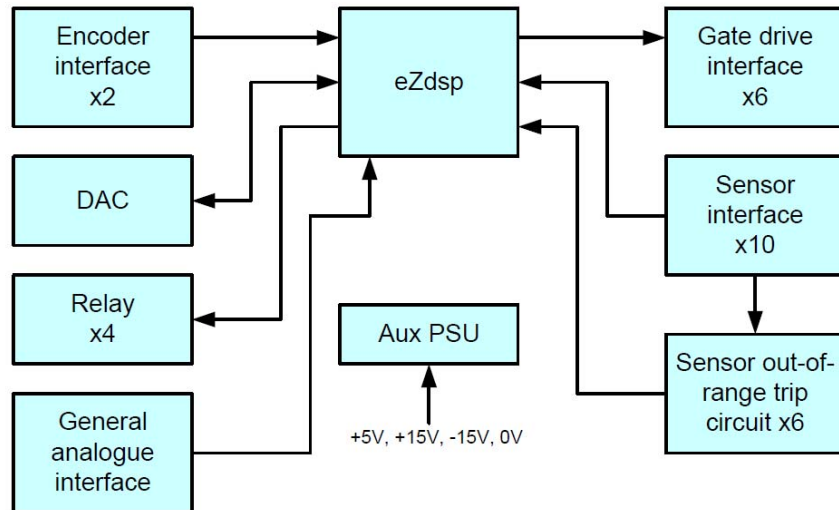 Encoder
interface
x2
eZdsp
Gate drive
interface
x6
DAC
Sensor
interface
x10
Relay
x4
Aux PSU
Sensor out-of-
range trip
circuit x6
General
analogue
interface
+5V, +15V, -15V, 0V